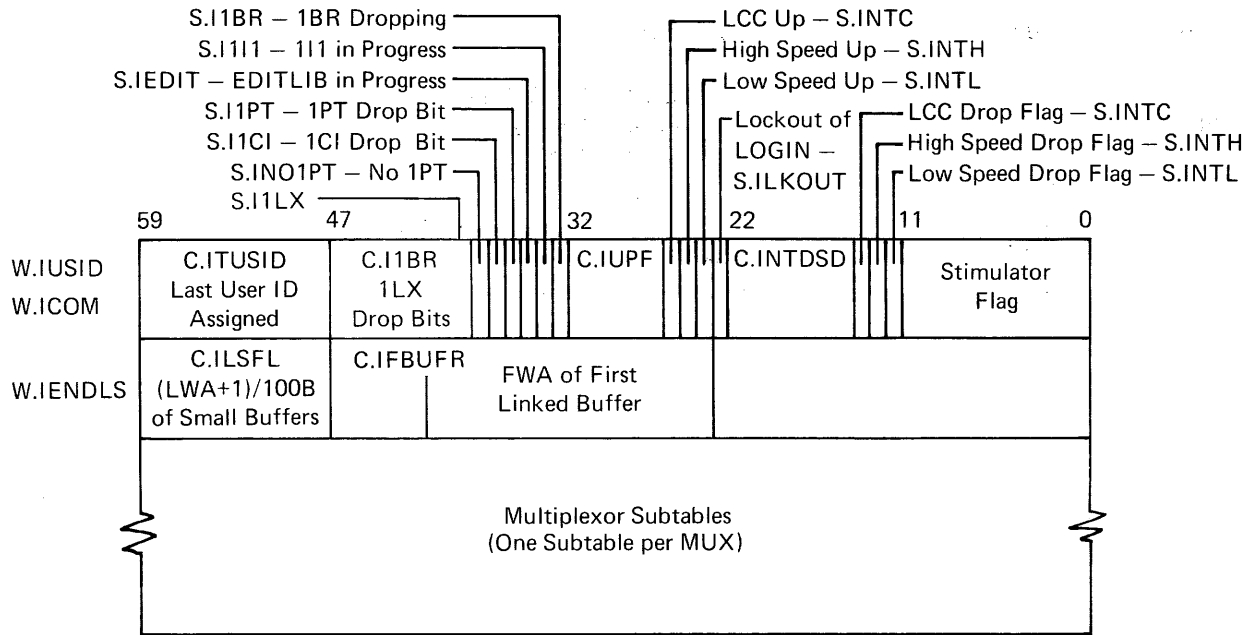 S.I1BR – 1BR Dropping
S.I1I1 – 1I1 in Progress
S.IEDIT – EDITLIB in Progress
S.I1PT – 1PT Drop Bit
S.I1CI – 1CI Drop Bit
S.INO1PT – No 1PT
S.I1LX
LCC Up – S.INTC
High Speed Up – S.INTH
Low Speed Up – S.INTL
Lockout of
LOGIN –
S.ILKOUT
LCC Drop Flag – S.INTC
High Speed Drop Flag – S.INTH
Low Speed Drop Flag – S.INTL
59 47 32 22 11 0
W.IUSID
W.ICOM
C.ITUSID
Last User ID
Assigned
C.I1BR
1LX
Drop Bits
C.IUPF
C.INTDSD
Stimulator
Flag
W.IENDLS
C.ILSFL
(LWA+1)/100B
of Small Buffers
C.IFBUFR
FWA of First
Linked Buffer
Multiplexor Subtables
(One Subtable per MUX)